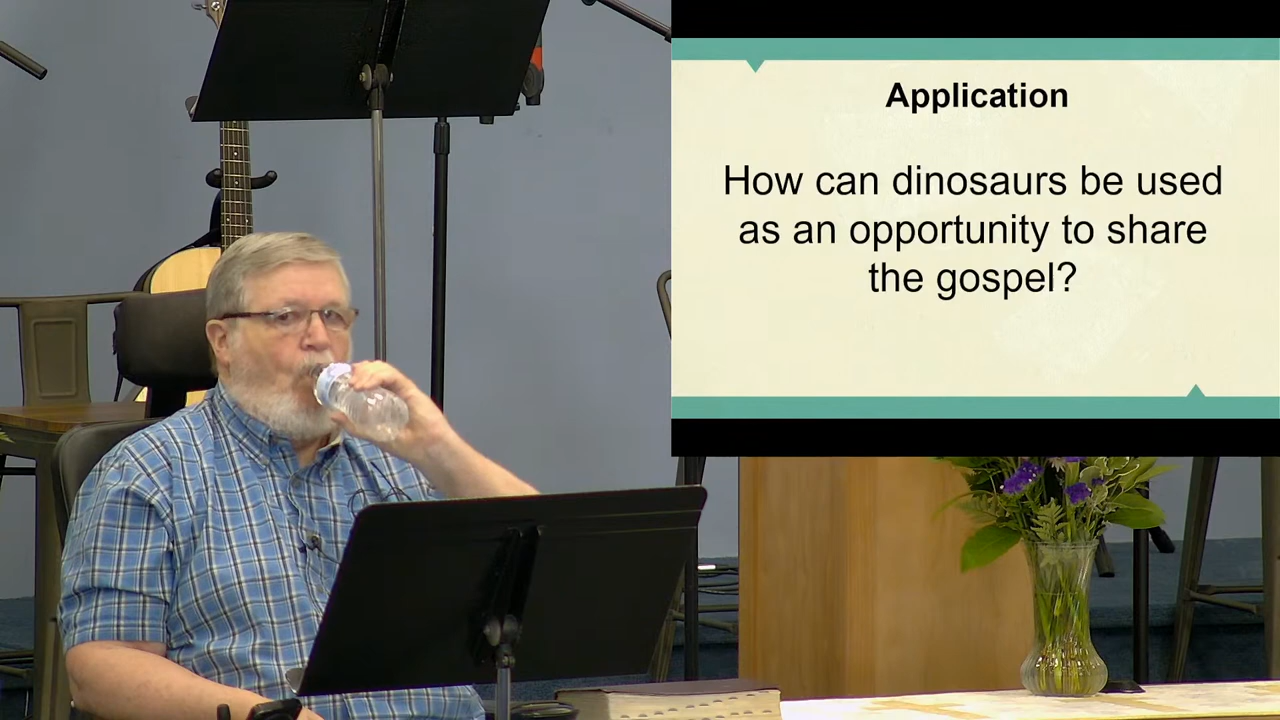 Application
How can dinosaurs be used
as an opportunity to share
the gospel?